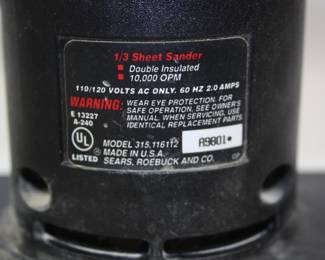 1/3 Sheet Sander
Double Insulated
10,000 OPM
110/120 VOLTS AC ONLY. 60 HZ 2.0 AMPS
WARNING: WEAR EYE PROTECTION. FOR
SAFE OPERATION, SEE OWNER'S
MANUAL. WHEN SERVICING, USE
IDENTICAL REPLACEMENT PARTS.
E 13227
A-240
UL
LISTED
MODEL 315.116112
MADE IN U.S.A.
SEARS, ROEBUCK AND CO.
A9801